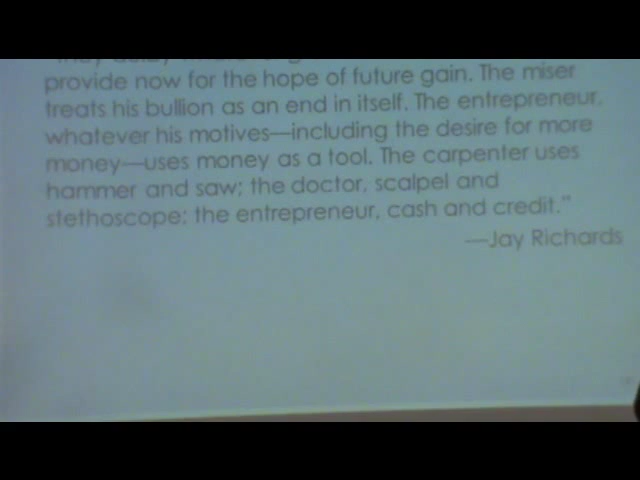 provide now for the hope of future gain. The miser
treats his bullion as an end in itself. The entrepreneur,
whatever his motives—including the desire for more
money—uses money as a tool. The carpenter uses
hammer and saw; the doctor, scalpel and
stethoscope; the entrepreneur, cash and credit."
—Jay Richards